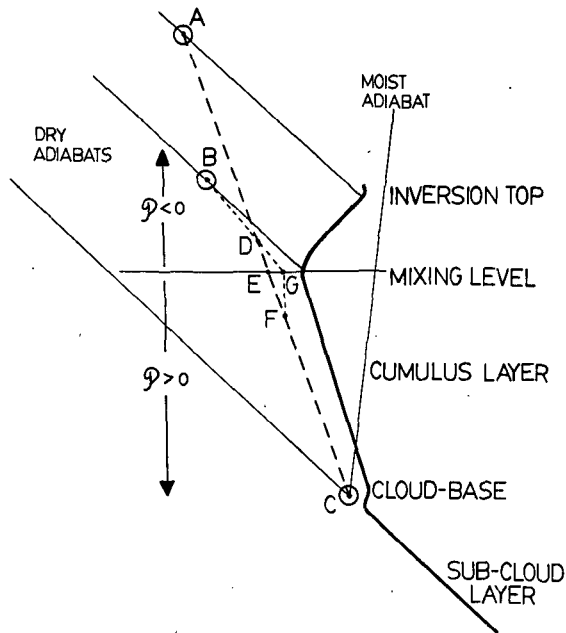 A
MOIST
ADIABAT
DRY
ADIABATS
B
𝒫<0
INVERSION TOP
D
E
G
MIXING LEVEL
F
𝒫>0
CUMULUS LAYER
C
CLOUD-BASE
SUB-CLOUD
LAYER